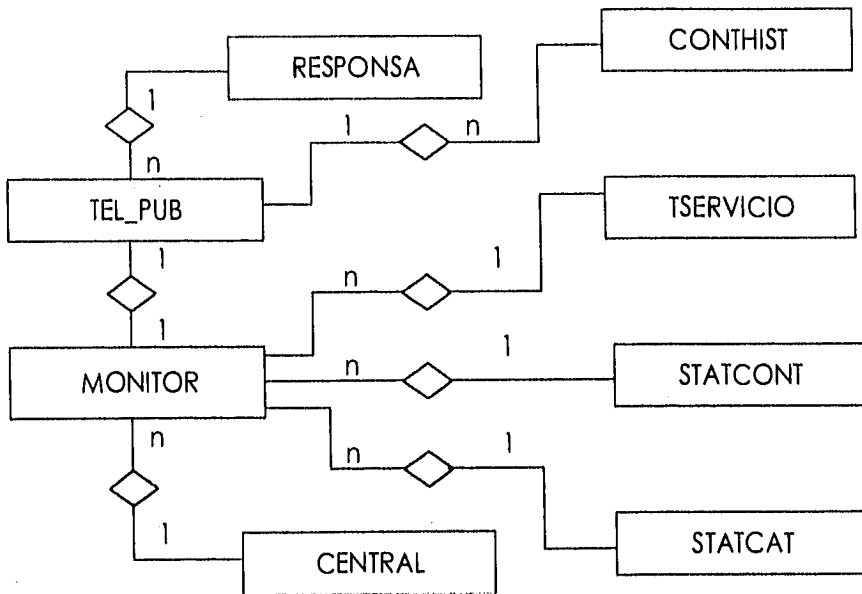 CONTHIST
RESPONSA
1
1
n
n
TEL_PUB
TSERVICIO
1
n
1
1
MONITOR
n
1
STATCONT
n
n
1
1
CENTRAL
STATCAT